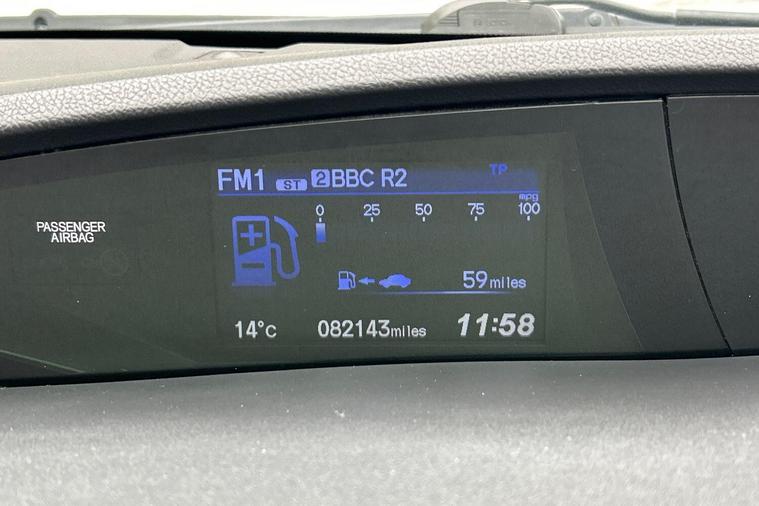 FM1 ST 2 BBC R2 TP
mpg
0 25 50 75 100
PASSENGER
AIRBAG
59 miles
14°C 082143 miles 11:58